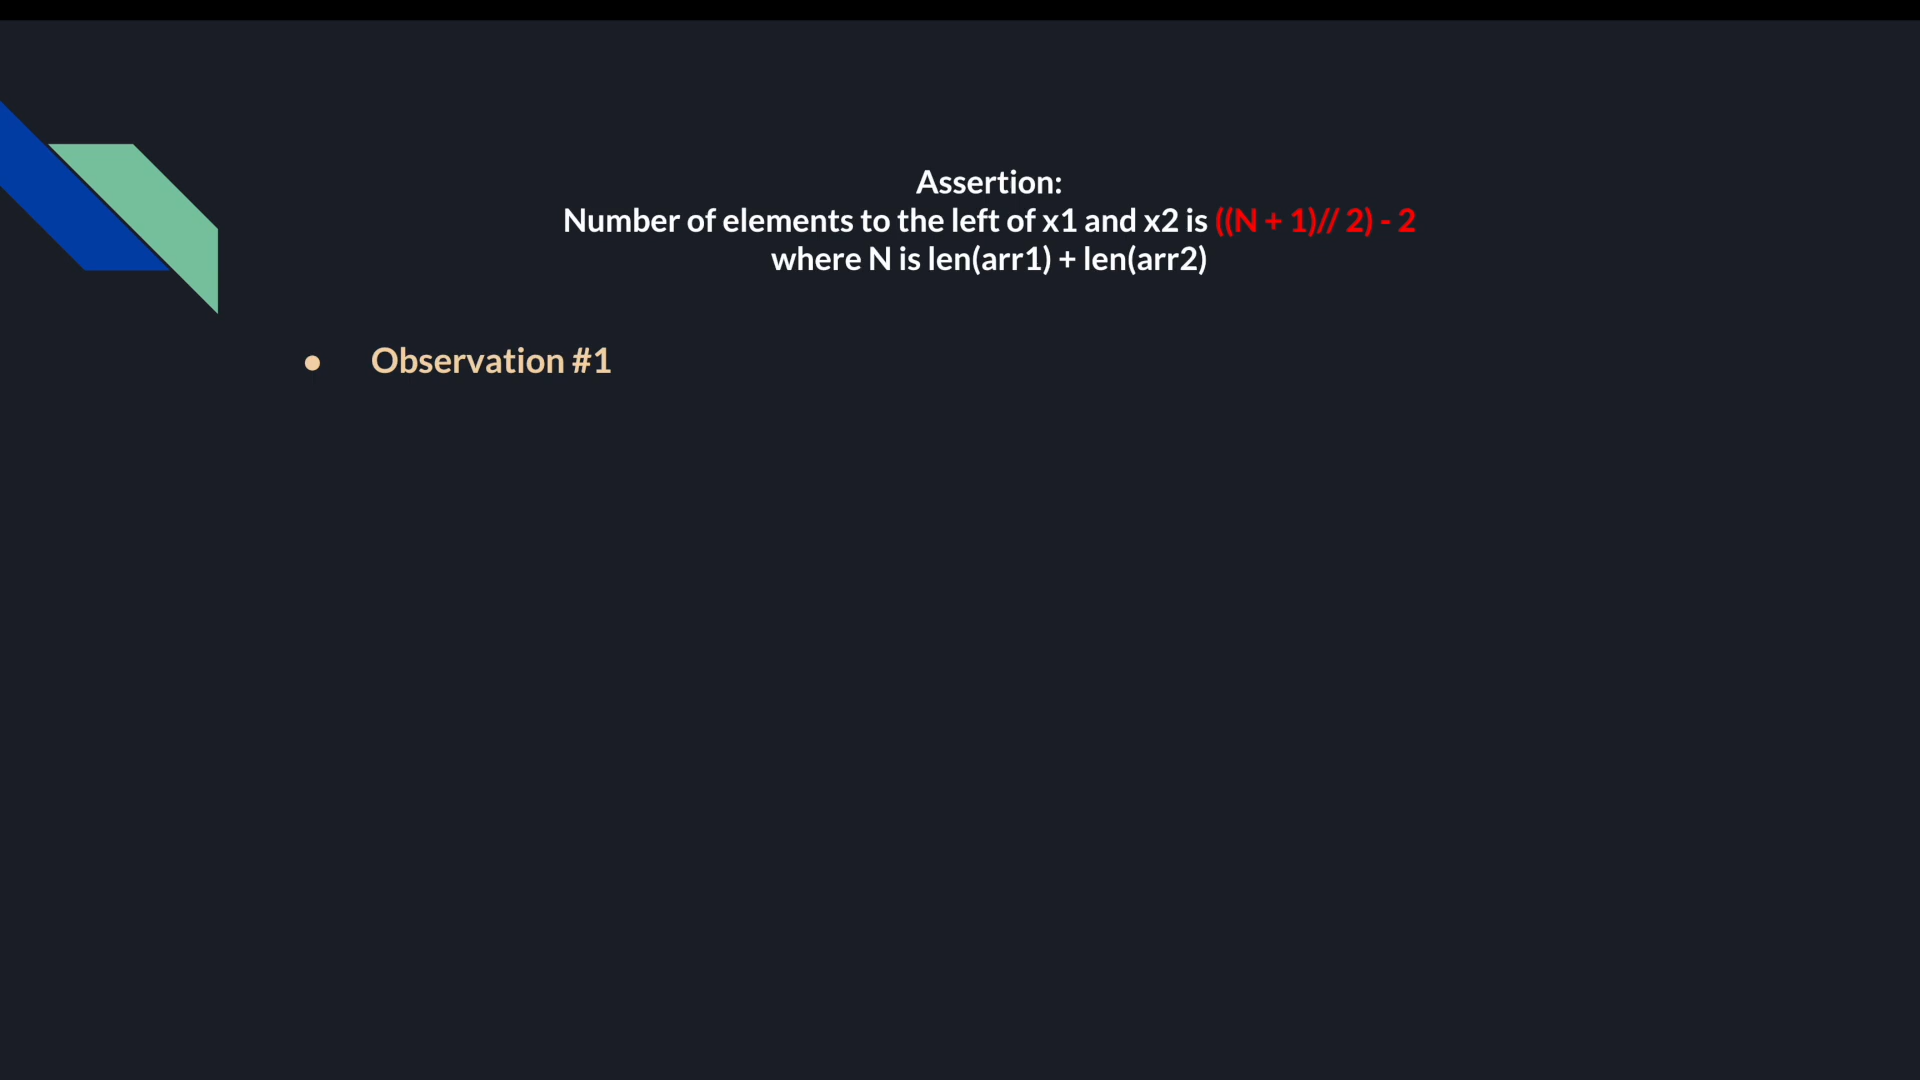 Assertion:
Number of elements to the left of x1 and x2 is ((N + 1)// 2) - 2
where N is len(arr1) + len(arr2)
● Observation #1